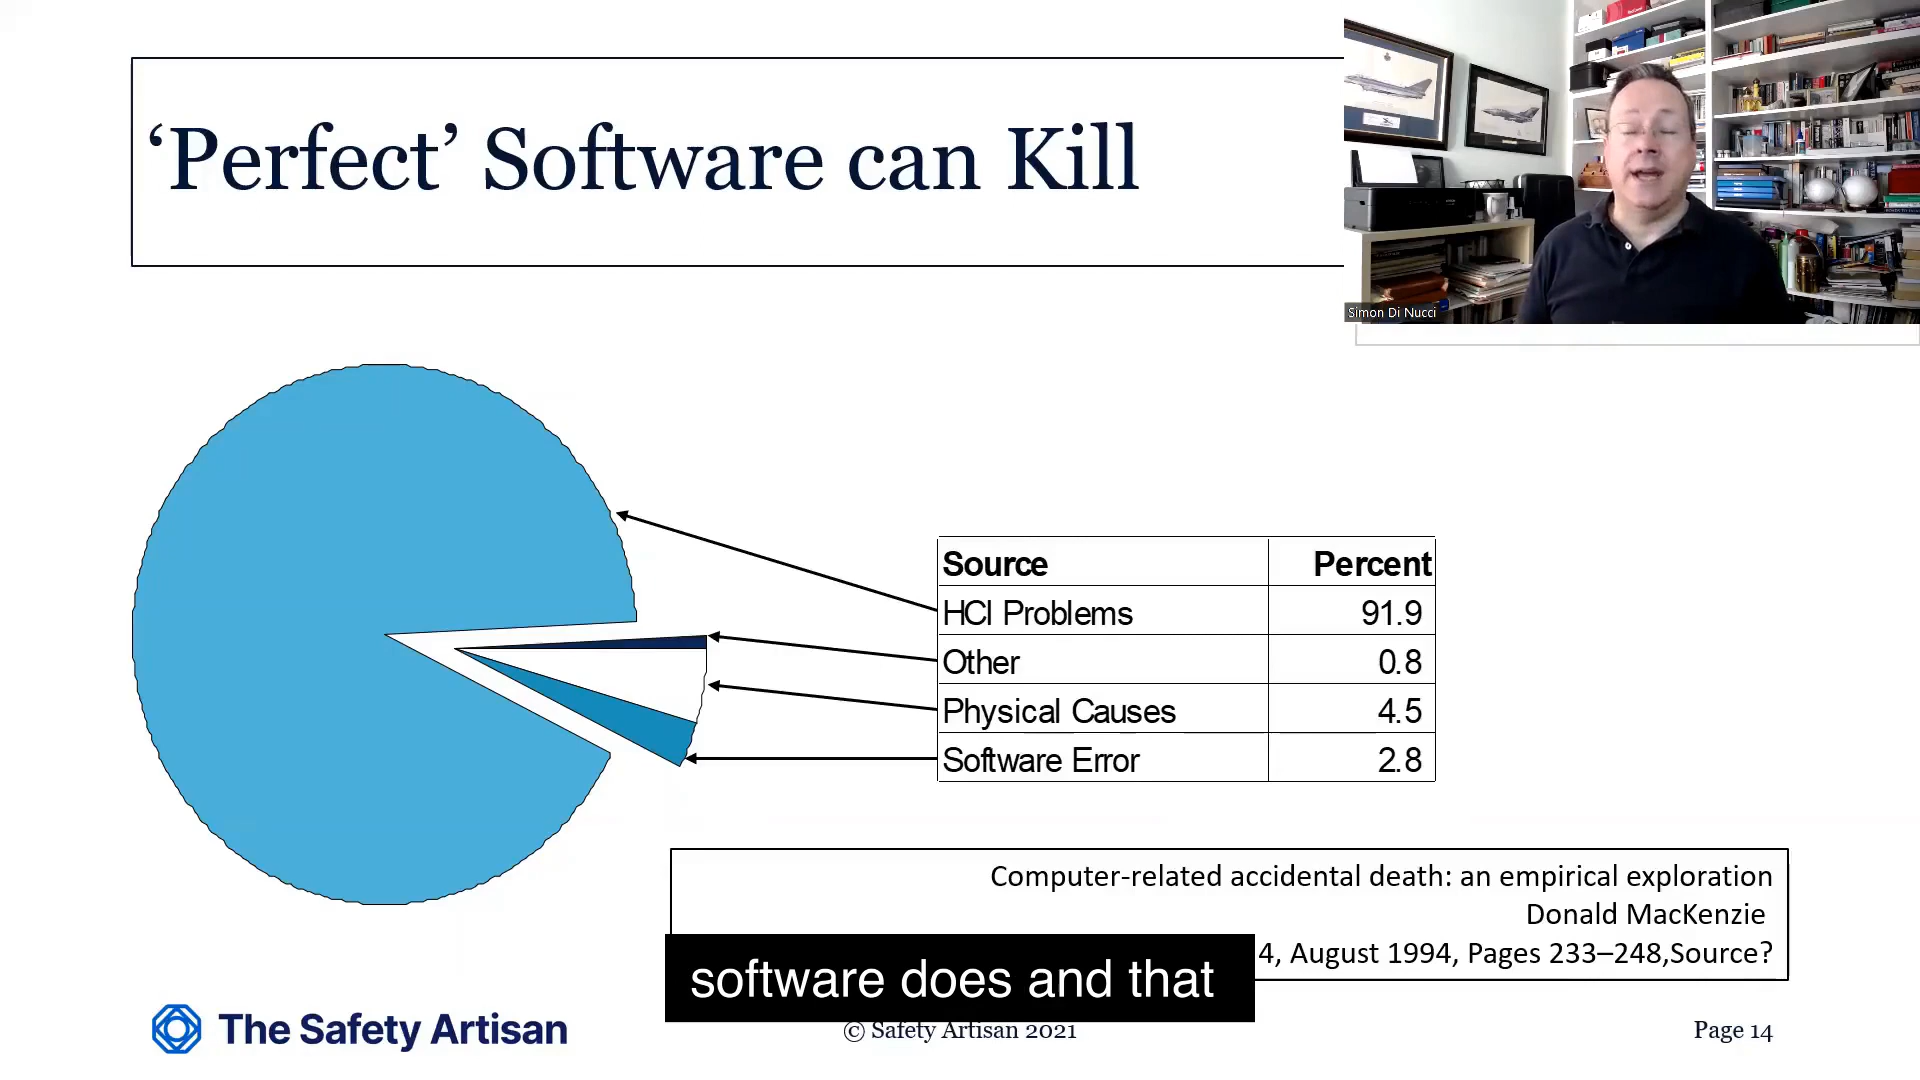 ‘Perfect’ Software can Kill
Simon Di Nucci
Source Percent
HCI Problems 91.9
Other 0.8
Physical Causes 4.5
Software Error 2.8
Computer-related accidental death: an empirical exploration
Donald MacKenzie
4, August 1994, Pages 233–248,Source?
software does and that
The Safety Artisan
© Safety Artisan 2021
Page 14